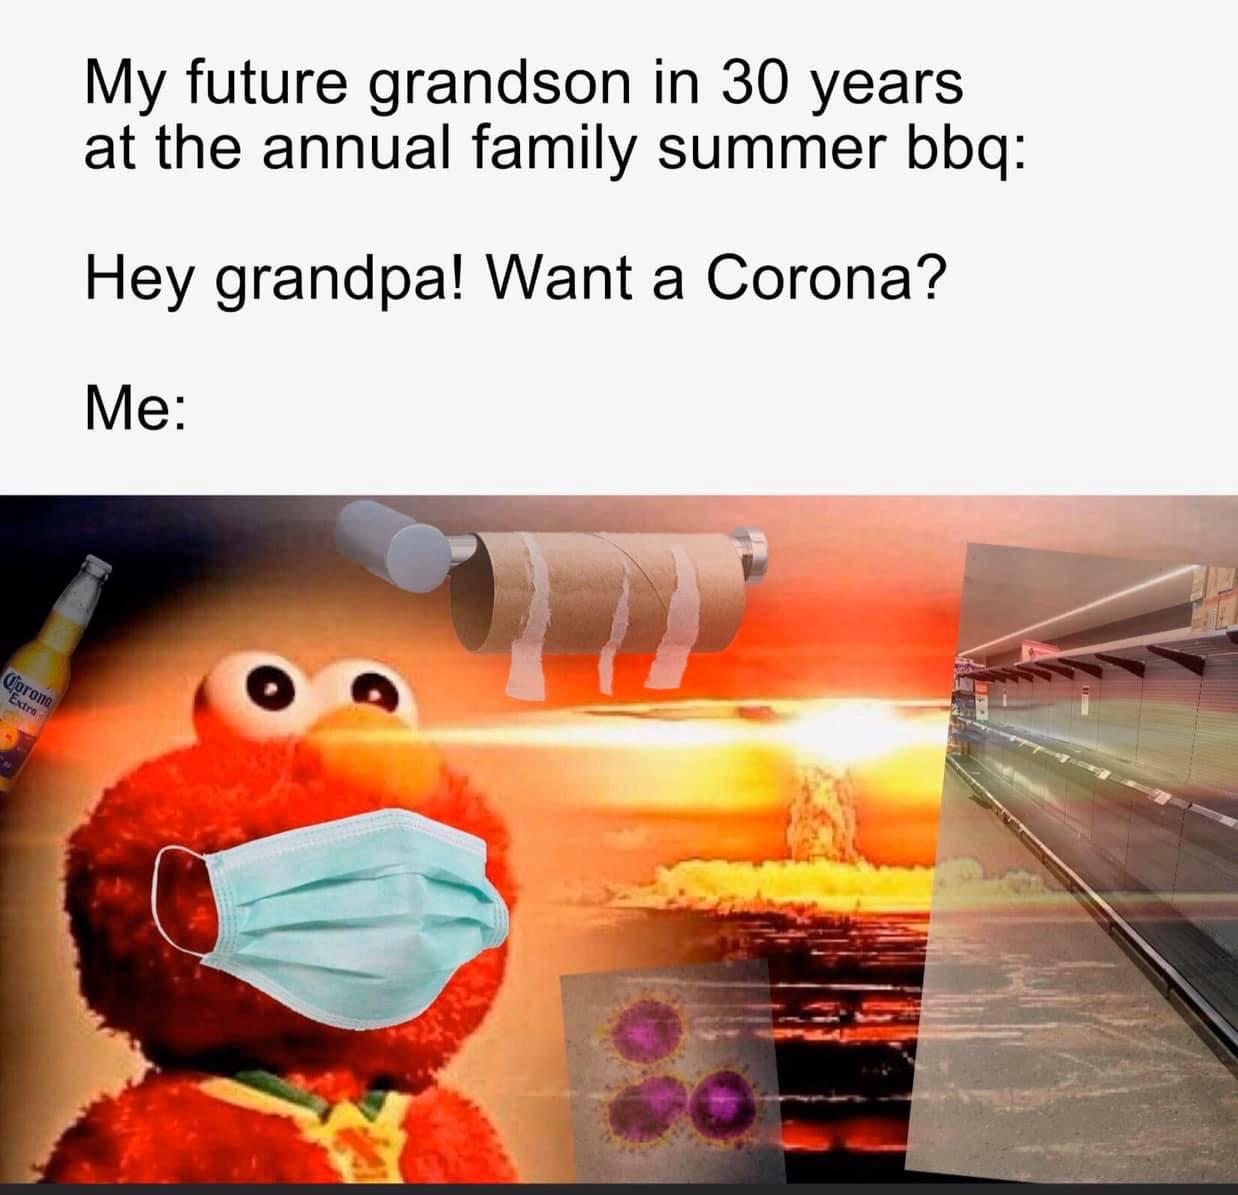 My future grandson in 30 years
at the annual family summer bbq:
Hey grandpa! Want a Corona?
Me:
Corona
Extra